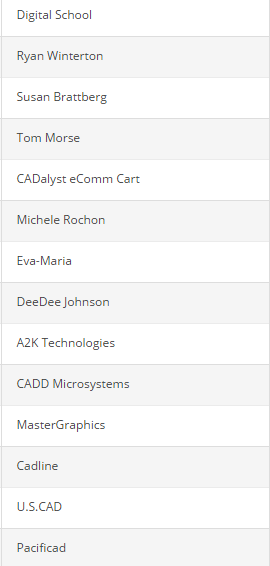 Digital School
Ryan Winterton
Susan Brattberg
Tom Morse
CADalyst eComm Cart
Michele Rochon
Eva-Maria
DeeDee Johnson
A2K Technologies
CADD Microsystems
MasterGraphics
Cadline
U.S.CAD
Pacificad